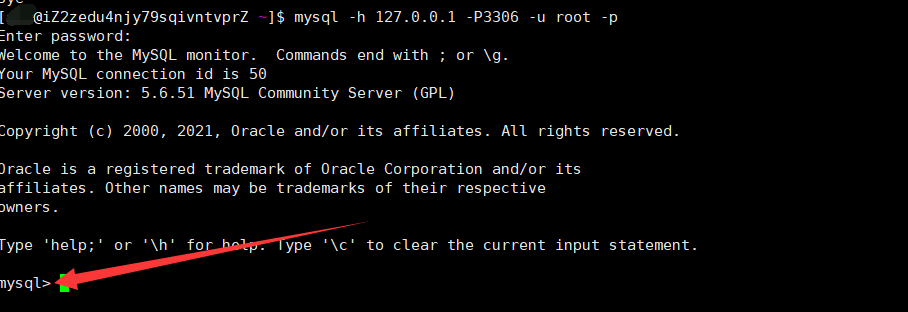 [ @iZ2zedu4njy79sqivntvprZ ~]$ mysql -h 127.0.0.1 -P3306 -u root -p
Enter password:
Welcome to the MySQL monitor.  Commands end with ; or \g.
Your MySQL connection id is 50
Server version: 5.6.51 MySQL Community Server (GPL)
Copyright (c) 2000, 2021, Oracle and/or its affiliates. All rights reserved.
Oracle is a registered trademark of Oracle Corporation and/or its
affiliates. Other names may be trademarks of their respective
owners.
Type 'help;' or '\h' for help. Type '\c' to clear the current input statement.
mysql>